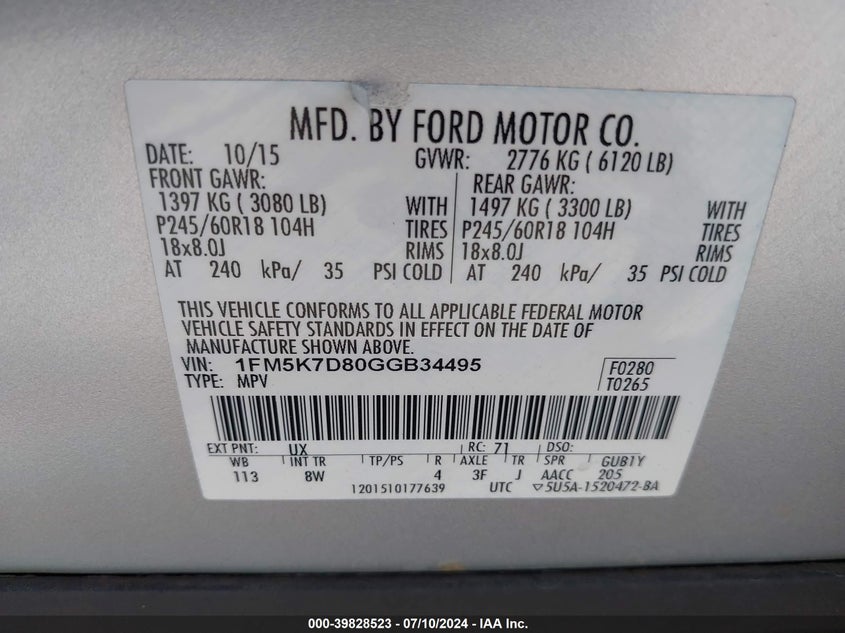 MFD. BY FORD MOTOR CO.
DATE: 10/15 GVWR: 2776 KG ( 6120 LB)
FRONT GAWR: REAR GAWR:
1397 KG ( 3080 LB) WITH 1497 KG ( 3300 LB) WITH
P245/60R18 104H TIRES P245/60R18 104H TIRES
18x8.0J RIMS 18x8.0J RIMS
AT 240 kPa/ 35 PSI COLD AT 240 kPa/ 35 PSI COLD
THIS VEHICLE CONFORMS TO ALL APPLICABLE FEDERAL MOTOR
VEHICLE SAFETY STANDARDS IN EFFECT ON THE DATE OF
MANUFACTURE SHOWN ABOVE.
VIN: 1FM5K7D80GGB34495 F0280
TYPE: MPV T0265
EXT PNT: UX RC: 71 DSO:
WB INT TR TP/PS R AXLE TR SPR GUB1Y
113 8W 4 3F J AACC 205
1201510177639 UTC ▽5U5A-1520472-BA
000-39828523 - 07/10/2024 - IAA Inc.